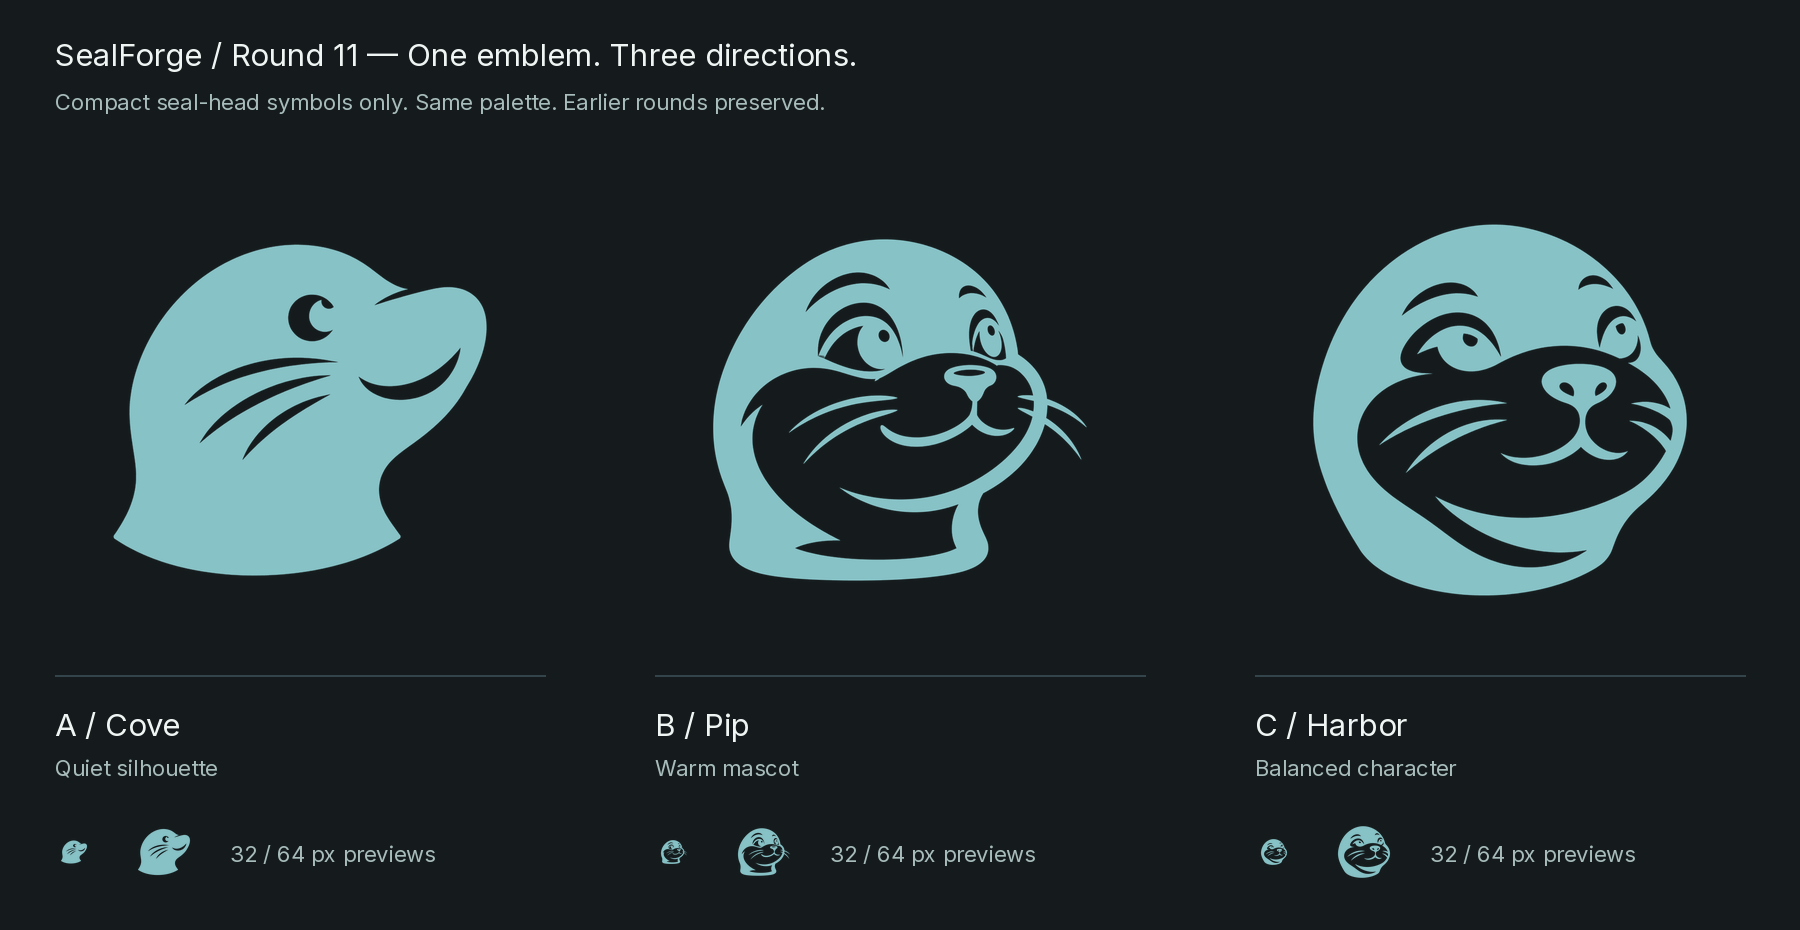 SealForge / Round 11 — One emblem. Three directions.
Compact seal-head symbols only. Same palette. Earlier rounds preserved.
A / Cove
Quiet silhouette
32 / 64 px previews
B / Pip
Warm mascot
32 / 64 px previews
C / Harbor
Balanced character
32 / 64 px previews